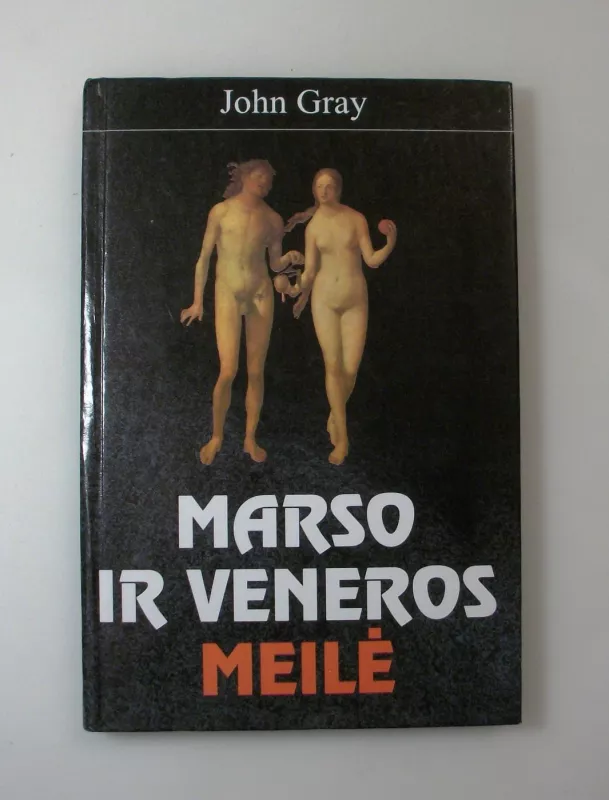 John Gray
MARSO
IR VENEROS
MEILĖ